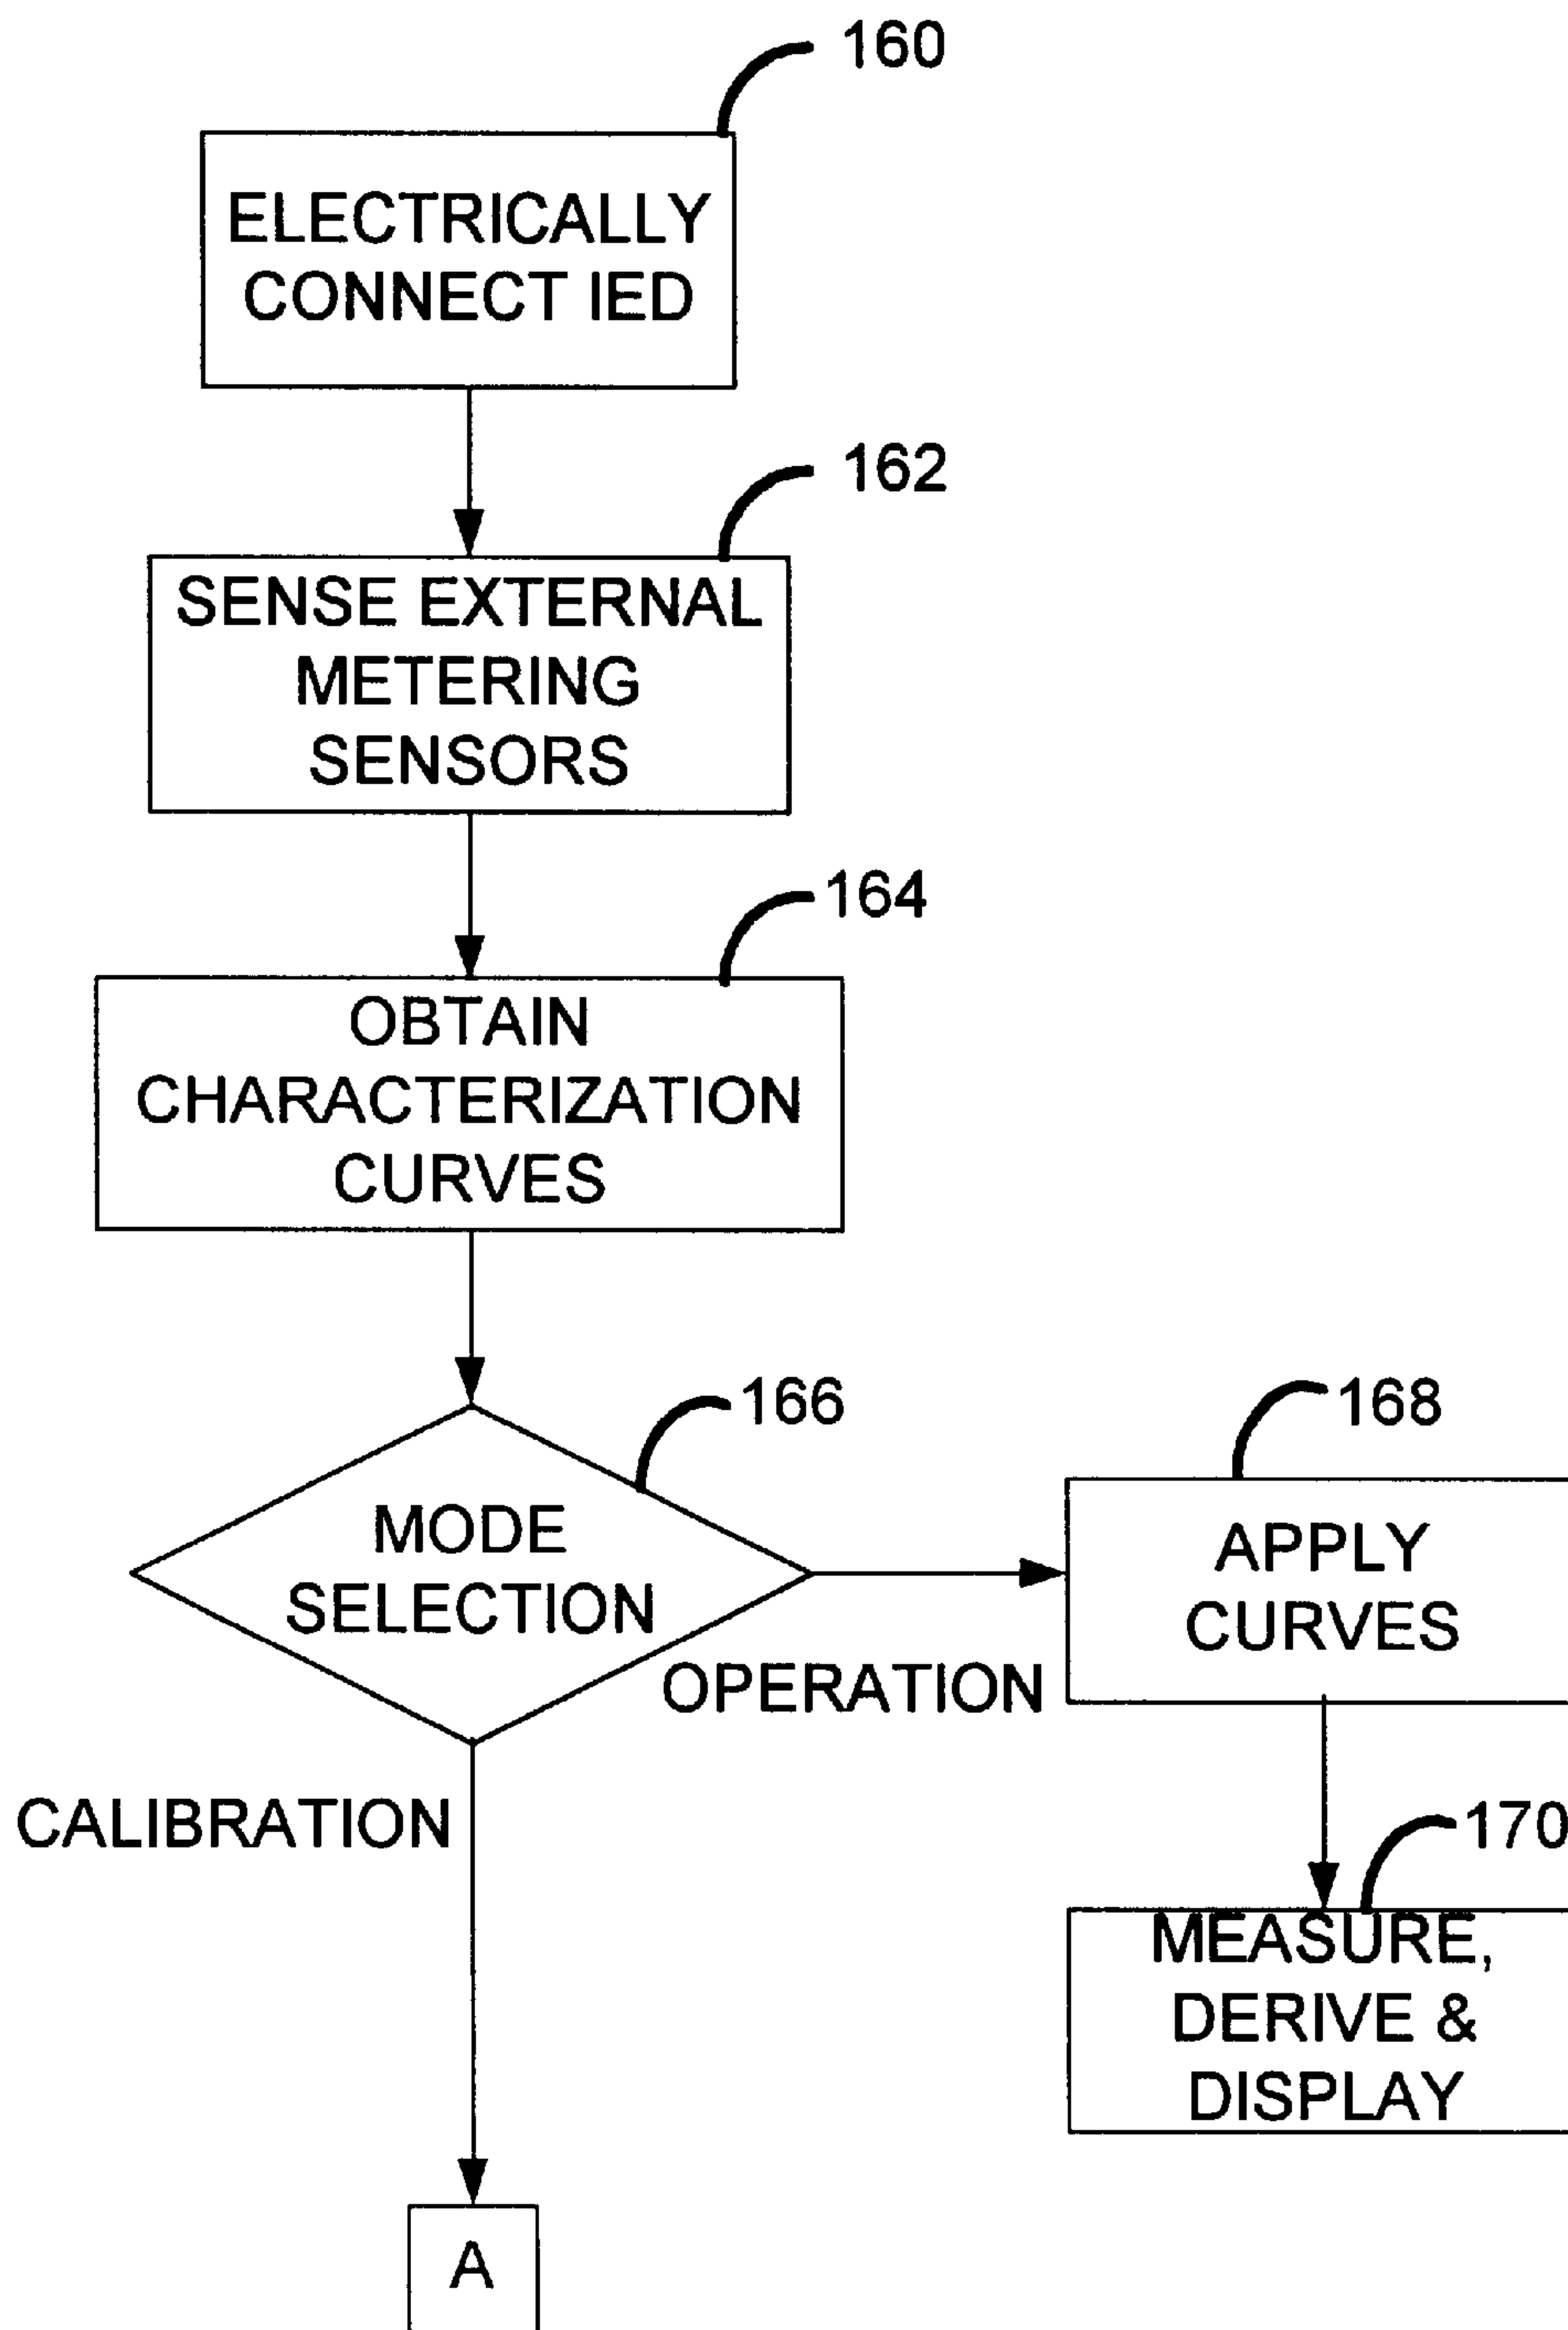 160
ELECTRICALLY
CONNECT IED
162
SENSE EXTERNAL
METERING
SENSORS
164
OBTAIN
CHARACTERIZATION
CURVES
166
MODE
SELECTION
168
APPLY
CURVES
OPERATION
CALIBRATION
170
MEASURE,
DERIVE &
DISPLAY
A